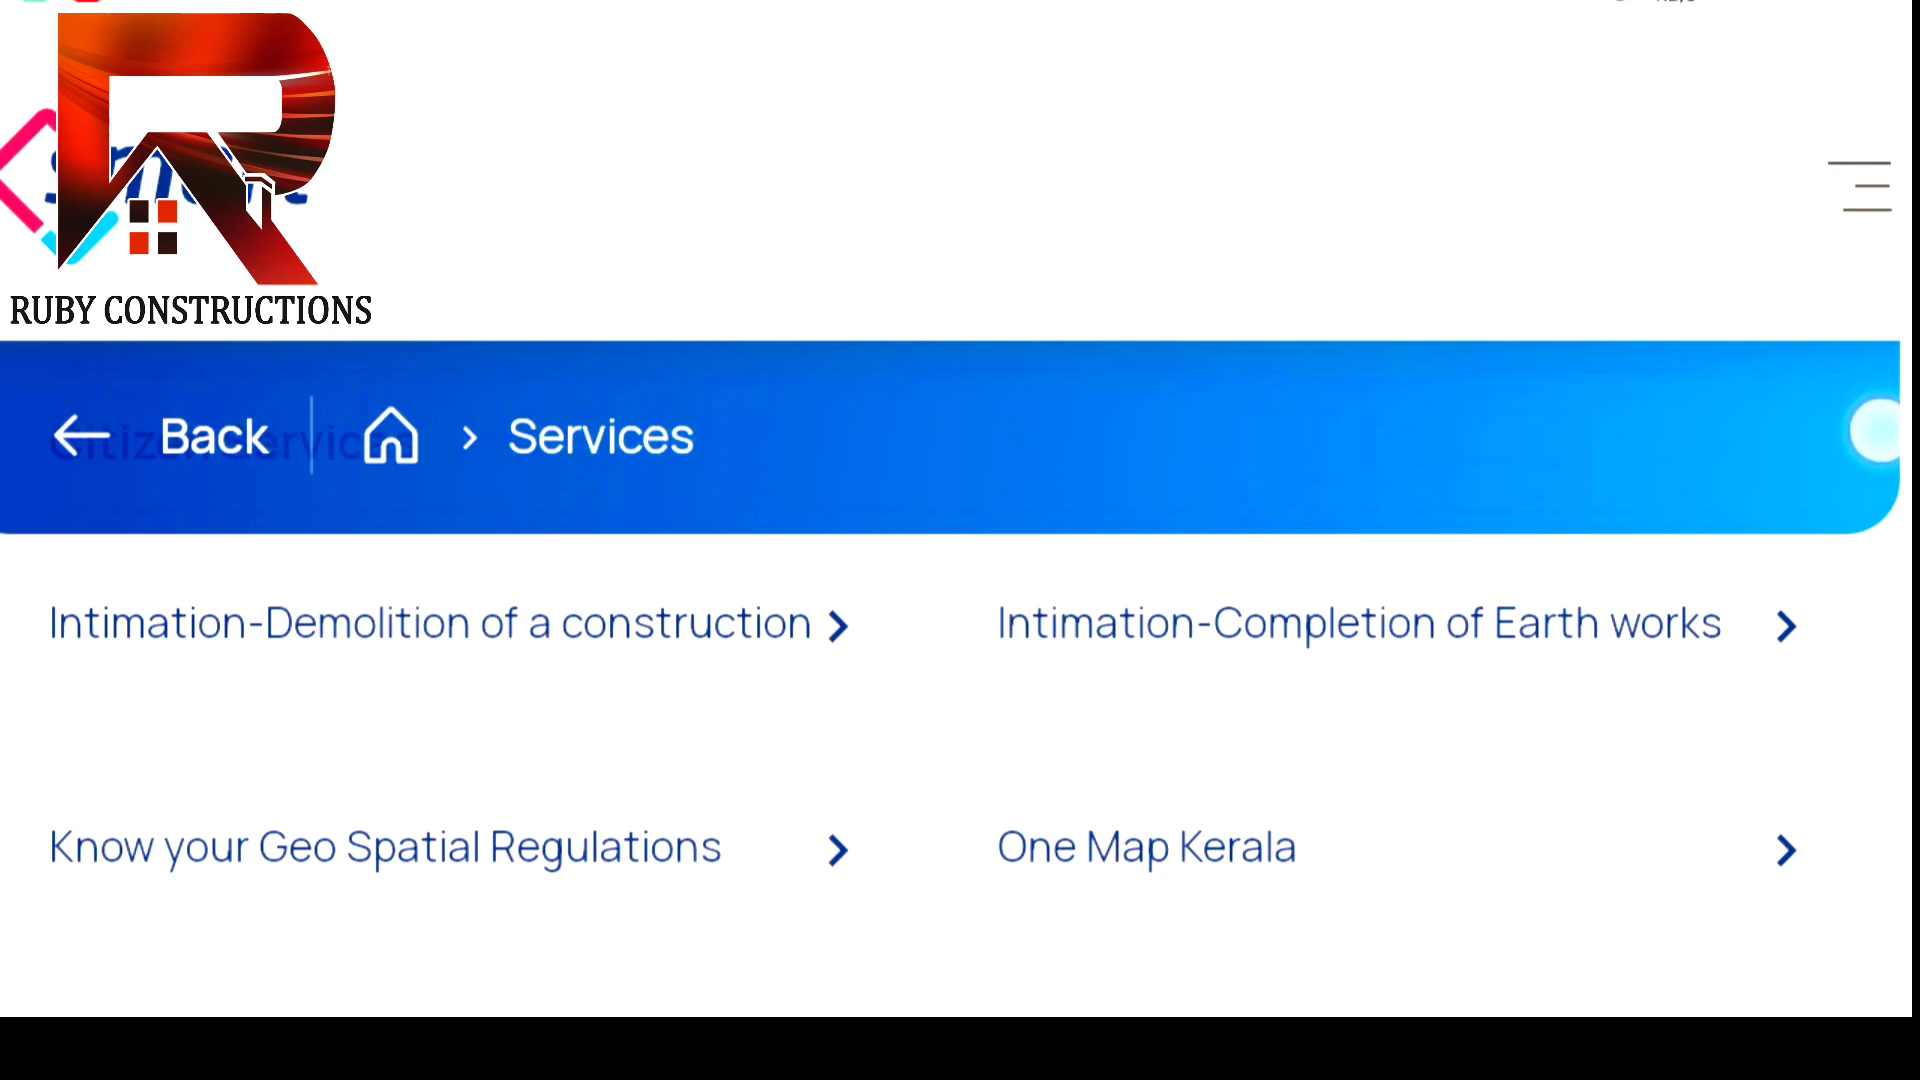 RUBY CONSTRUCTIONS
Back
Services
Intimation-Demolition of a construction
Intimation-Completion of Earth works
Know your Geo Spatial Regulations
One Map Kerala